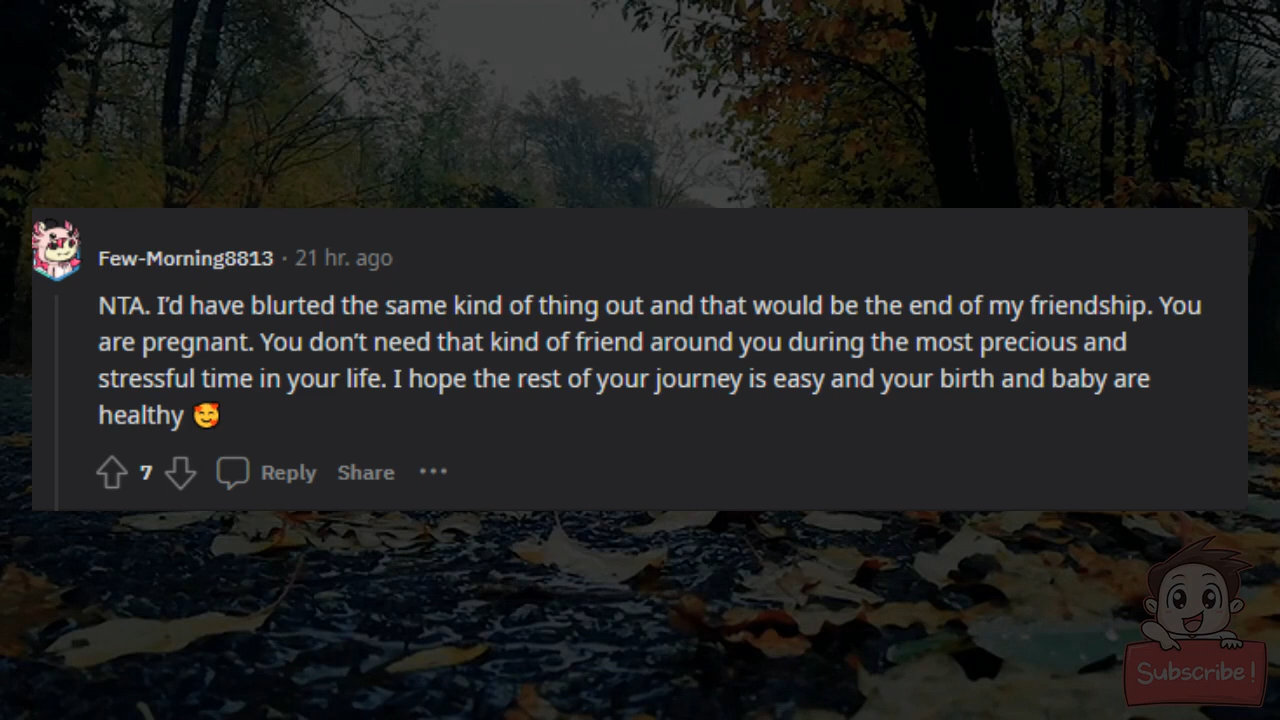 Few-Morning8813 · 21 hr. ago
NTA. I’d have blurted the same kind of thing out and that would be the end of my friendship. You
are pregnant. You don’t need that kind of friend around you during the most precious and
stressful time in your life. I hope the rest of your journey is easy and your birth and baby are
healthy 🥰
7 Reply Share ···
Subscribe!